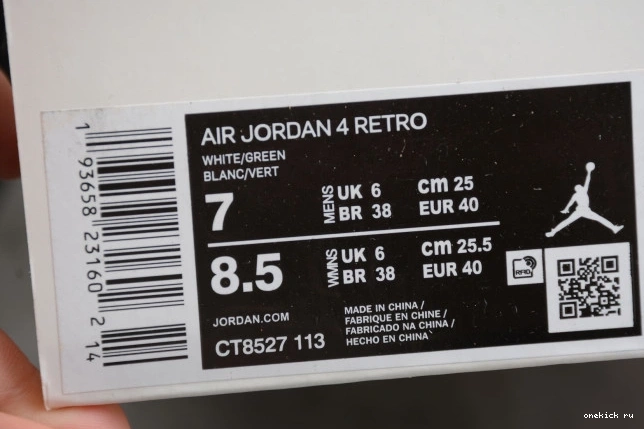 AIR JORDAN 4 RETRO
WHITE/GREEN
BLANC/VERT
7
MENS
UK 6
BR 38
cm 25
EUR 40
8.5
WMNS
UK 6
BR 38
cm 25.5
EUR 40
RFID
JORDAN.COM
CT8527 113
MADE IN CHINA /
FABRIQUE EN CHINE /
FABRICADO NA CHINA /
HECHO EN CHINA
1 93658 23160 2 14
onekick ru